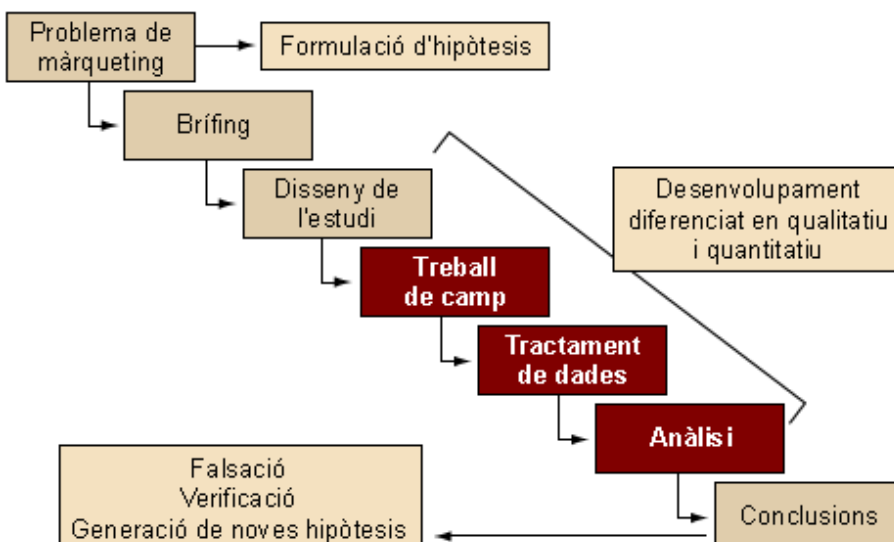 Problema de
màrqueting
Formulació d'hipòtesis
Brífing
Disseny de
l'estudi
Desenvolupament
diferenciat en qualitatiu
i quantitatiu
Treball
de camp
Tractament
de dades
Anàlisi
Falsació
Verificació
Generació de noves hipòtesis
Conclusions